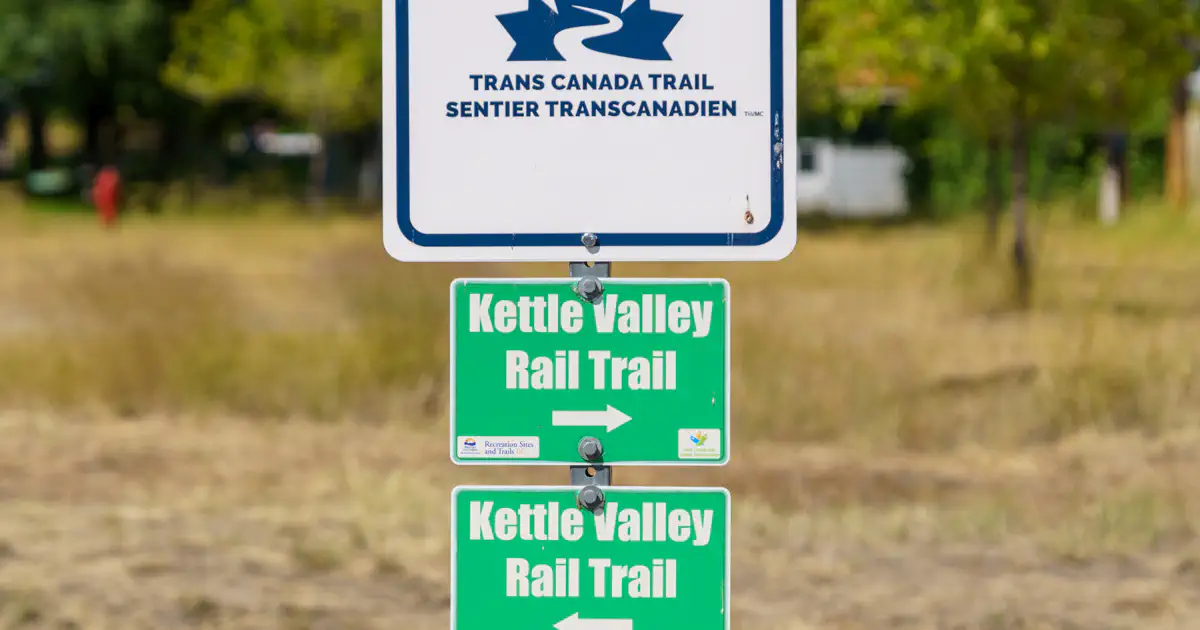 TRANS CANADA TRAIL
SENTIER TRANSCANADIEN TM/MC
Kettle Valley
Rail Trail
Recreation Sites
and Trails BC
Kettle Valley
Rail Trail